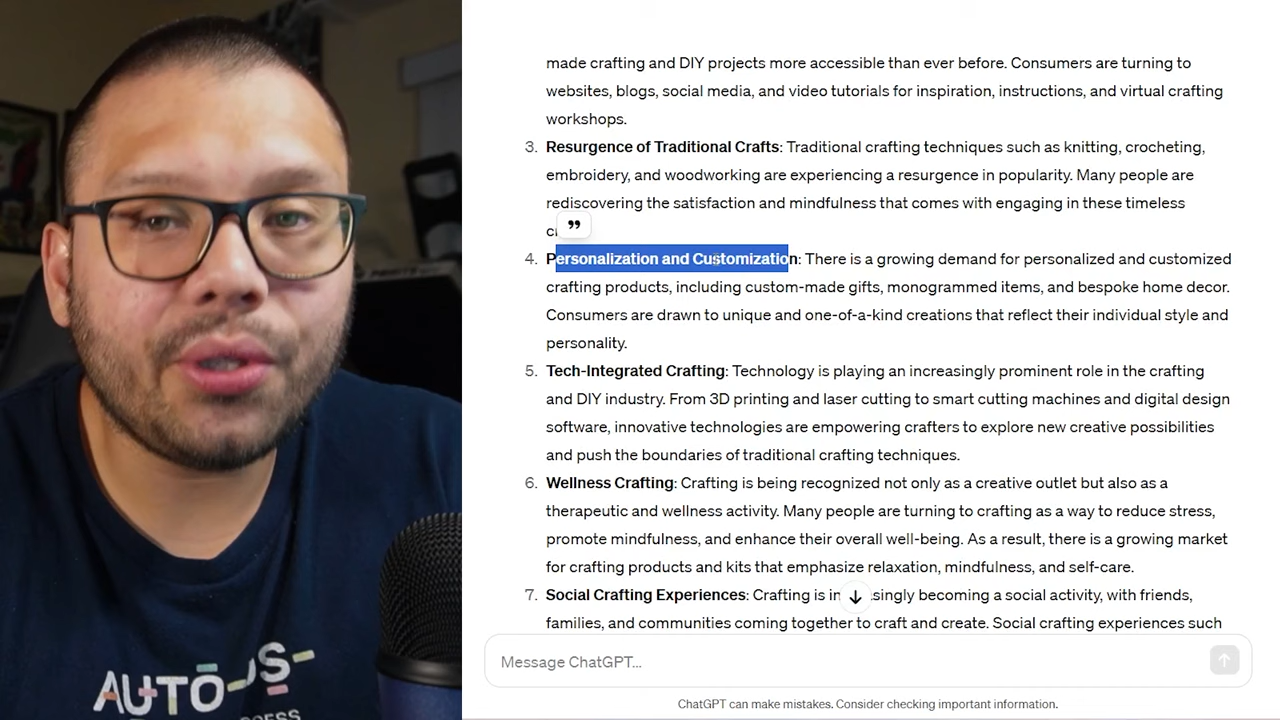 made crafting and DIY projects more accessible than ever before. Consumers are turning to
websites, blogs, social media, and video tutorials for inspiration, instructions, and virtual crafting
workshops.
3. Resurgence of Traditional Crafts: Traditional crafting techniques such as knitting, crocheting,
embroidery, and woodworking are experiencing a resurgence in popularity. Many people are
rediscovering the satisfaction and mindfulness that comes with engaging in these timeless
4. Personalization and Customization: There is a growing demand for personalized and customized
crafting products, including custom-made gifts, monogrammed items, and bespoke home decor.
Consumers are drawn to unique and one-of-a-kind creations that reflect their individual style and
personality.
5. Tech-Integrated Crafting: Technology is playing an increasingly prominent role in the crafting
and DIY industry. From 3D printing and laser cutting to smart cutting machines and digital design
software, innovative technologies are empowering crafters to explore new creative possibilities
and push the boundaries of traditional crafting techniques.
6. Wellness Crafting: Crafting is being recognized not only as a creative outlet but also as a
therapeutic and wellness activity. Many people are turning to crafting as a way to reduce stress,
promote mindfulness, and enhance their overall well-being. As a result, there is a growing market
for crafting products and kits that emphasize relaxation, mindfulness, and self-care.
7. Social Crafting Experiences: Crafting is increasingly becoming a social activity, with friends,
families, and communities coming together to craft and create. Social crafting experiences such
Message ChatGPT...
ChatGPT can make mistakes. Consider checking important information.